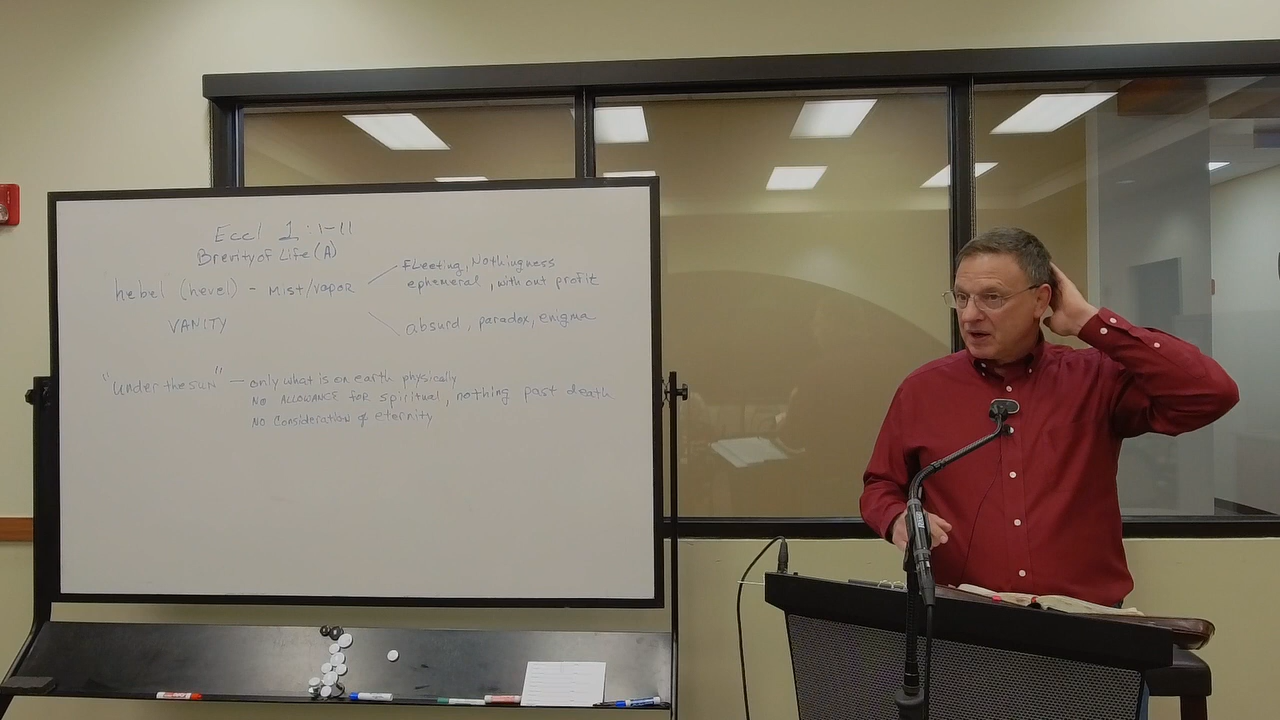 Eccl 1:1-11
Brevity of Life (A)
hebel (hevel) - Mist/vapor
Fleeting, Nothingness
ephemeral, without profit
VANITY
absurd, paradox, enigma
"Under the sun" - only what is on earth physically
NO ALLOWANCE FOR spiritual, nothing past death
NO Consideration of eternity